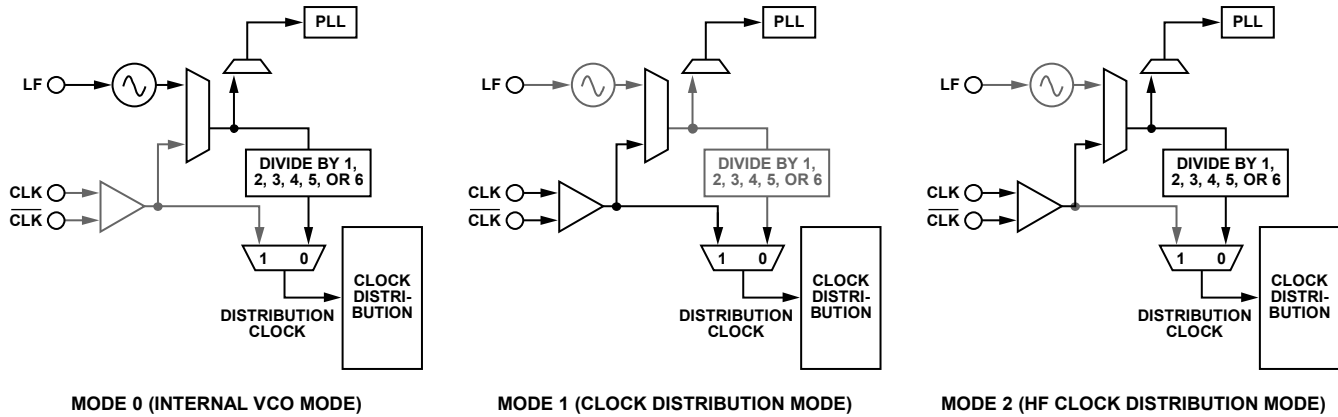 PLL
LF
DIVIDE BY 1,
2, 3, 4, 5, OR 6
CLK
CLK
1 0
CLOCK
DISTRI-
BUTION
DISTRIBUTION
CLOCK
MODE 0 (INTERNAL VCO MODE)
PLL
LF
DIVIDE BY 1,
2, 3, 4, 5, OR 6
CLK
CLK
1 0
CLOCK
DISTRI-
BUTION
DISTRIBUTION
CLOCK
MODE 1 (CLOCK DISTRIBUTION MODE)
PLL
LF
DIVIDE BY 1,
2, 3, 4, 5, OR 6
CLK
CLK
1 0
CLOCK
DISTRI-
BUTION
DISTRIBUTION
CLOCK
MODE 2 (HF CLOCK DISTRIBUTION MODE)